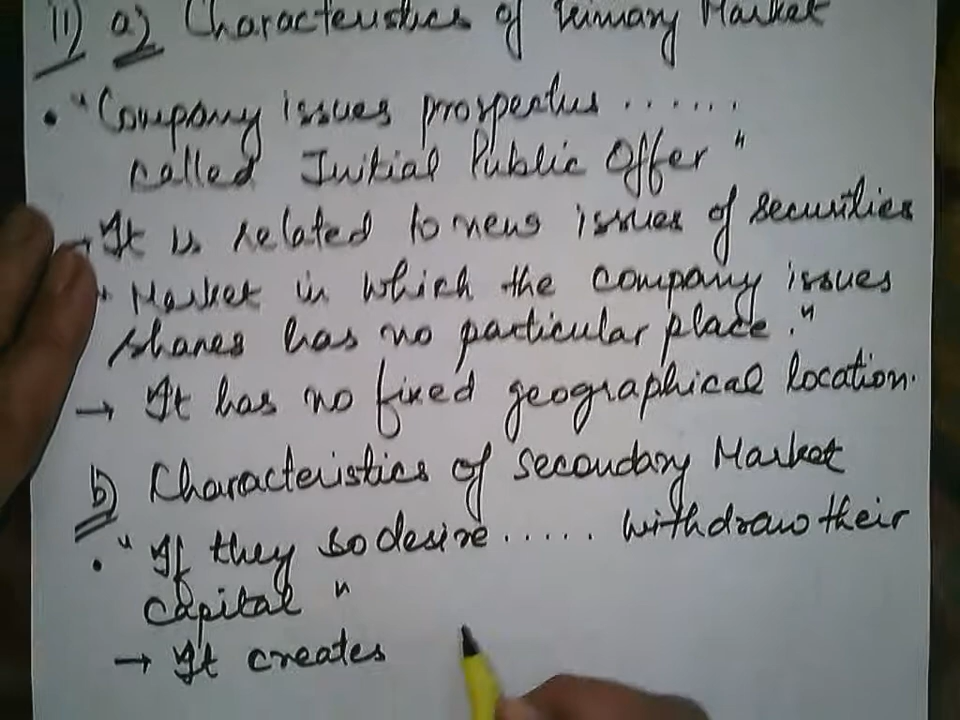 11) a) Characteristics of Primary Market
• "Company issues prospectus ......
called Initial Public Offer"
→ It is related to news issues of securities
" Market in which the company issues
shares has no particular place."
→ It has no fixed geographical location.
b) Characteristics of secondary Market
• "If they so desire ..... withdraw their
capital"
→ It creates